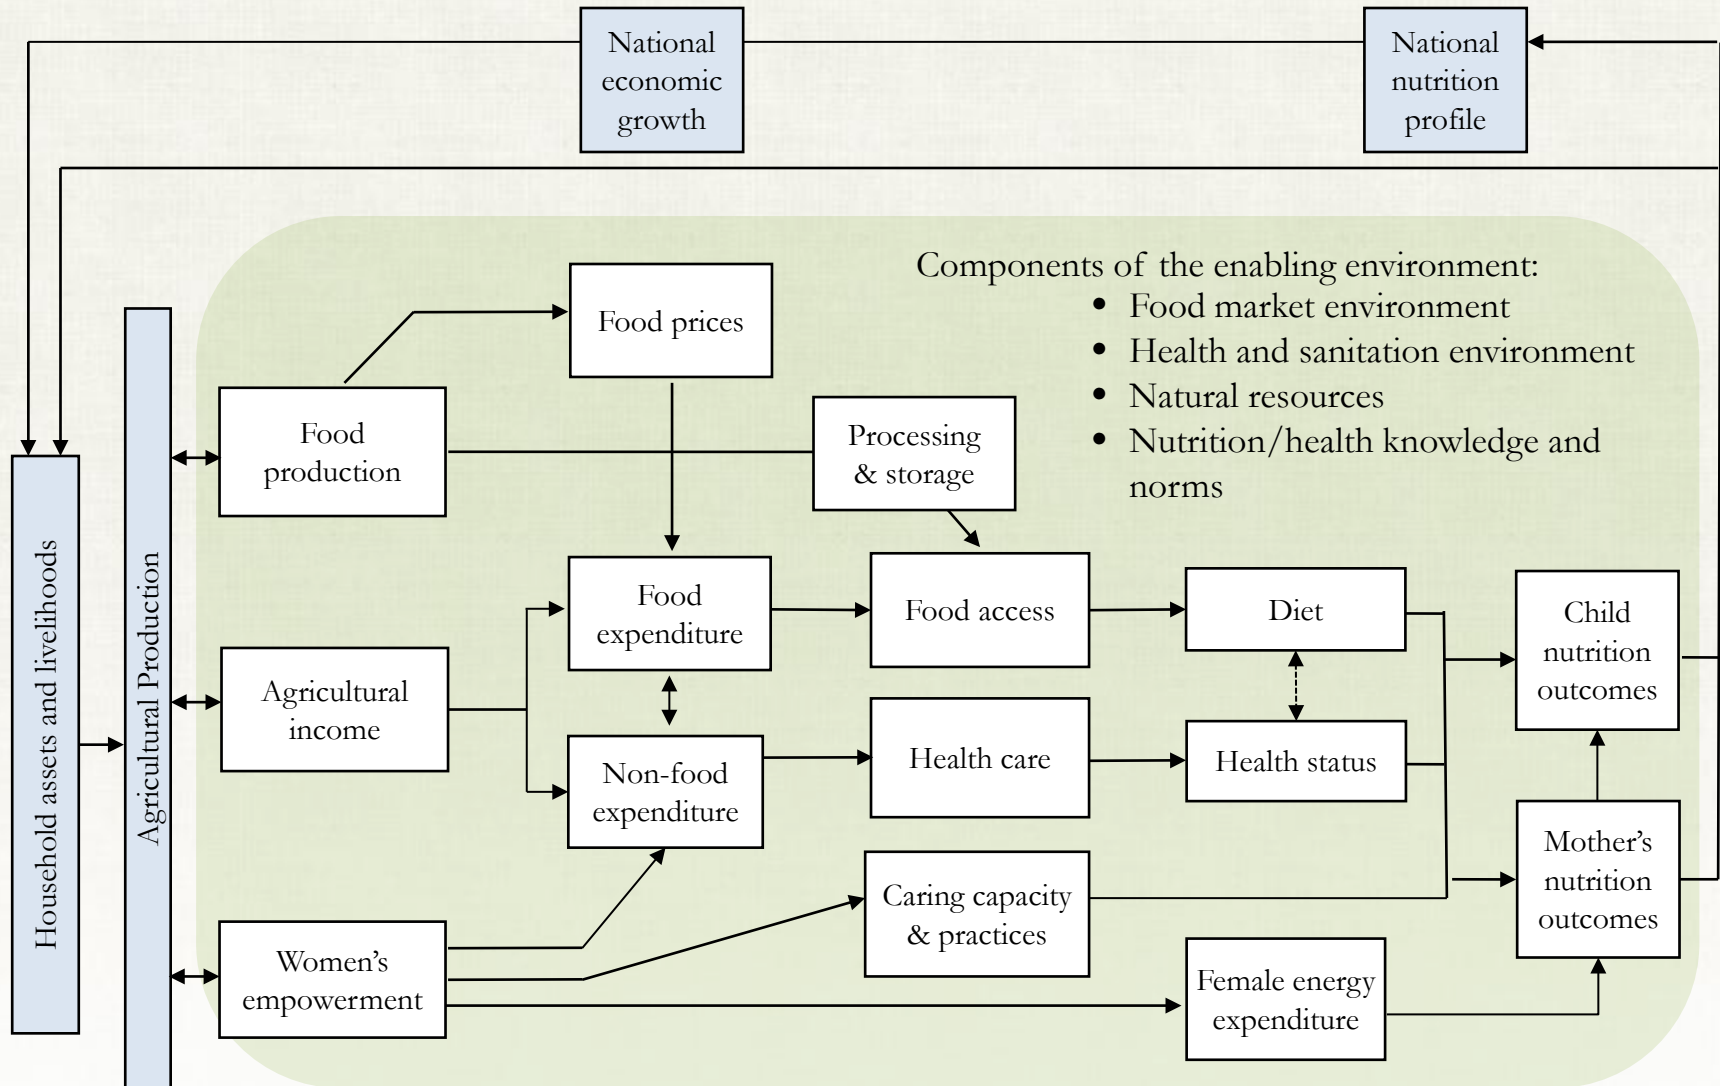 National
economic
growth
National
nutrition
profile
Components of the enabling environment:
• Food market environment
• Health and sanitation environment
• Natural resources
• Nutrition/health knowledge and
norms
Food prices
Food
production
Processing
& storage
Household assets and livelihoods
Agricultural Production
Food
expenditure
Food access
Diet
Child
nutrition
outcomes
Agricultural
income
Non-food
expenditure
Health care
Health status
Mother’s
nutrition
outcomes
Caring capacity
& practices
Women’s
empowerment
Female energy
expenditure